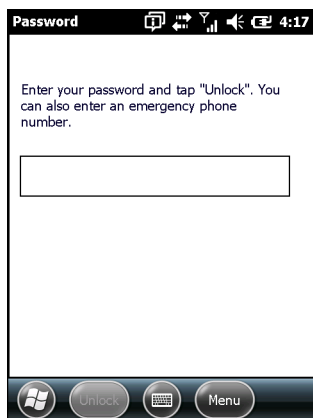 Password 4:17
Enter your password and tap "Unlock". You
can also enter an emergency phone
number.
Unlock Menu